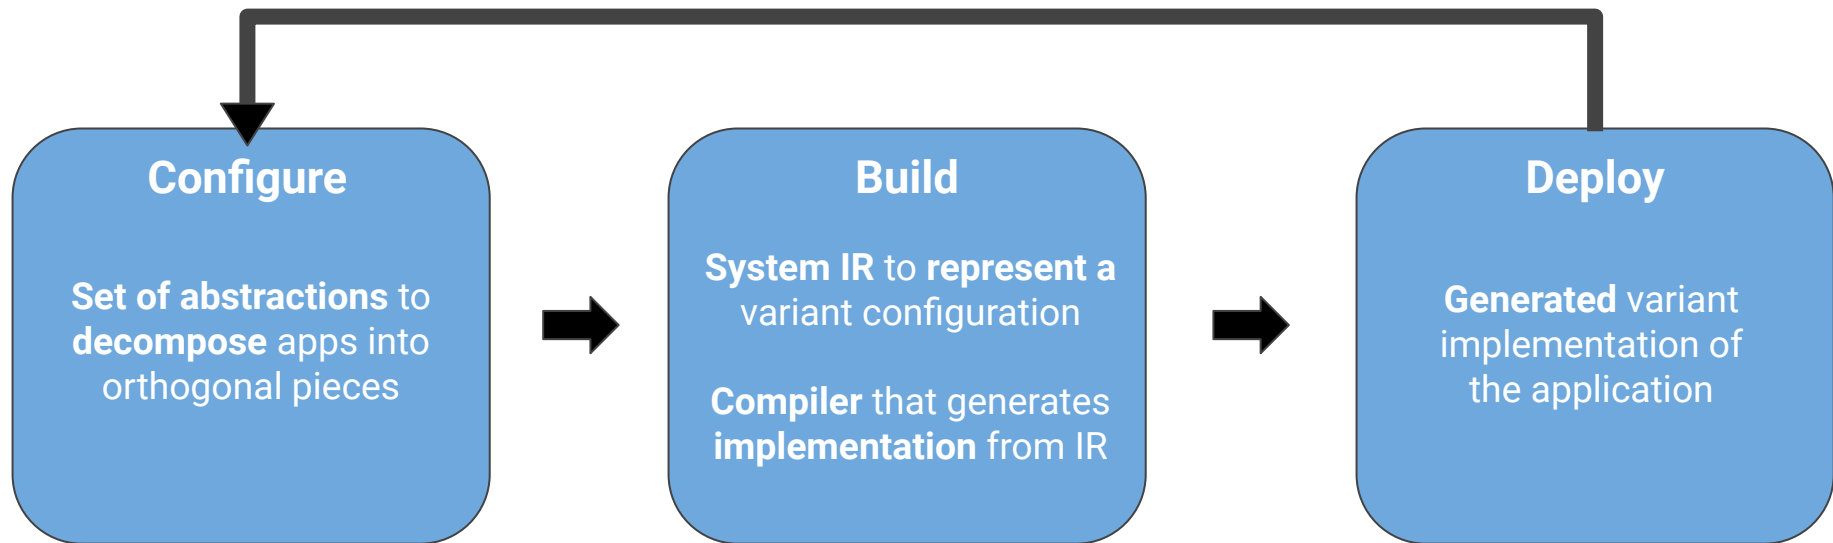 Configure
Set of abstractions to
decompose apps into
orthogonal pieces
Build
System IR to represent a
variant configuration
Compiler that generates
implementation from IR
Deploy
Generated variant
implementation of
the application